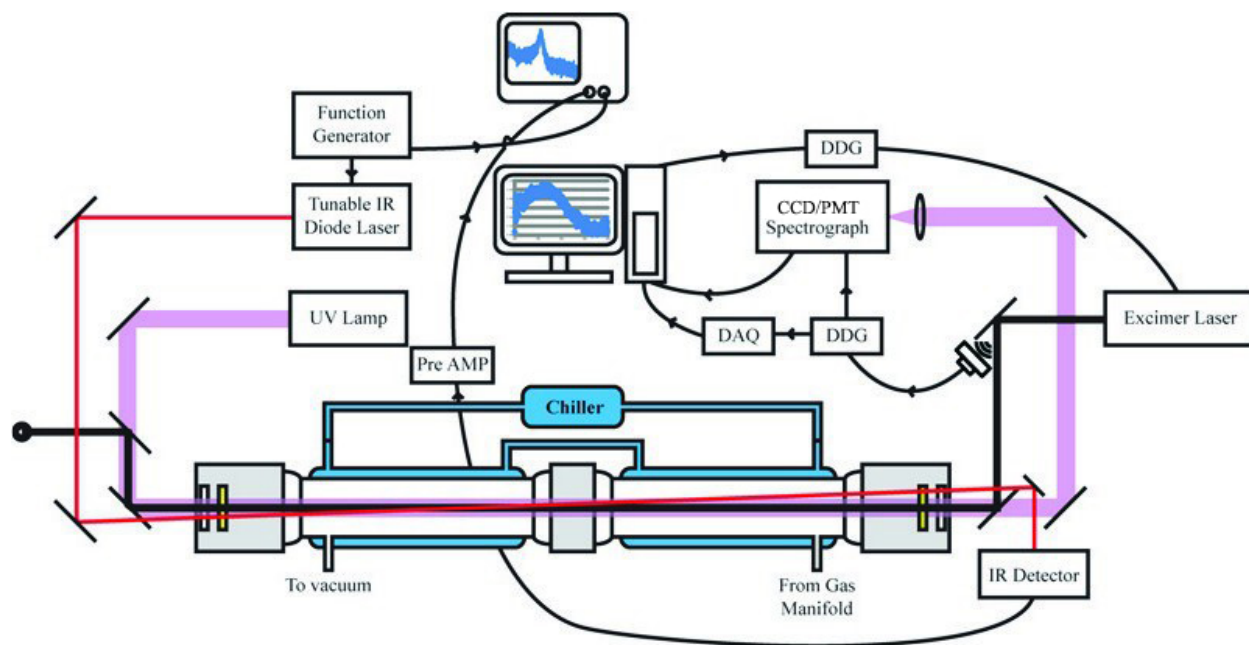 Function
Generator
Tunable IR
Diode Laser
UV Lamp
Pre AMP
DDG
CCD/PMT
Spectrograph
DAQ
DDG
Excimer Laser
Chiller
To vacuum
From Gas
Manifold
IR Detector